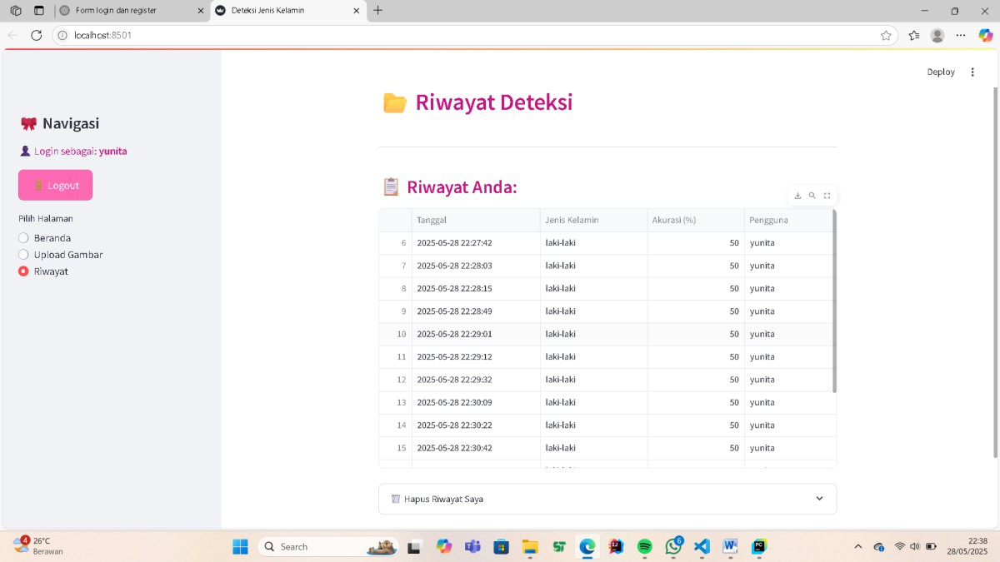 Form login dan register
Deteksi Jenis Kelamin
localhost:8501
Deploy
Navigasi
Login sebagai: yunita
Logout
Pilih Halaman
Beranda
Upload Gambar
Riwayat
Riwayat Deteksi
Riwayat Anda:
Tanggal Jenis Kelamin Akurasi (%) Pengguna
6 2025-05-28 22:27:42 laki-laki 50 yunita
7 2025-05-28 22:28:03 laki-laki 50 yunita
8 2025-05-28 22:28:15 laki-laki 50 yunita
9 2025-05-28 22:28:49 laki-laki 50 yunita
10 2025-05-28 22:29:01 laki-laki 50 yunita
11 2025-05-28 22:29:12 laki-laki 50 yunita
12 2025-05-28 22:29:32 laki-laki 50 yunita
13 2025-05-28 22:30:09 laki-laki 50 yunita
14 2025-05-28 22:30:22 laki-laki 50 yunita
15 2025-05-28 22:30:42 laki-laki 50 yunita
Hapus Riwayat Saya
4
26°C
Berawan
Search
6
22:38
28/05/2025